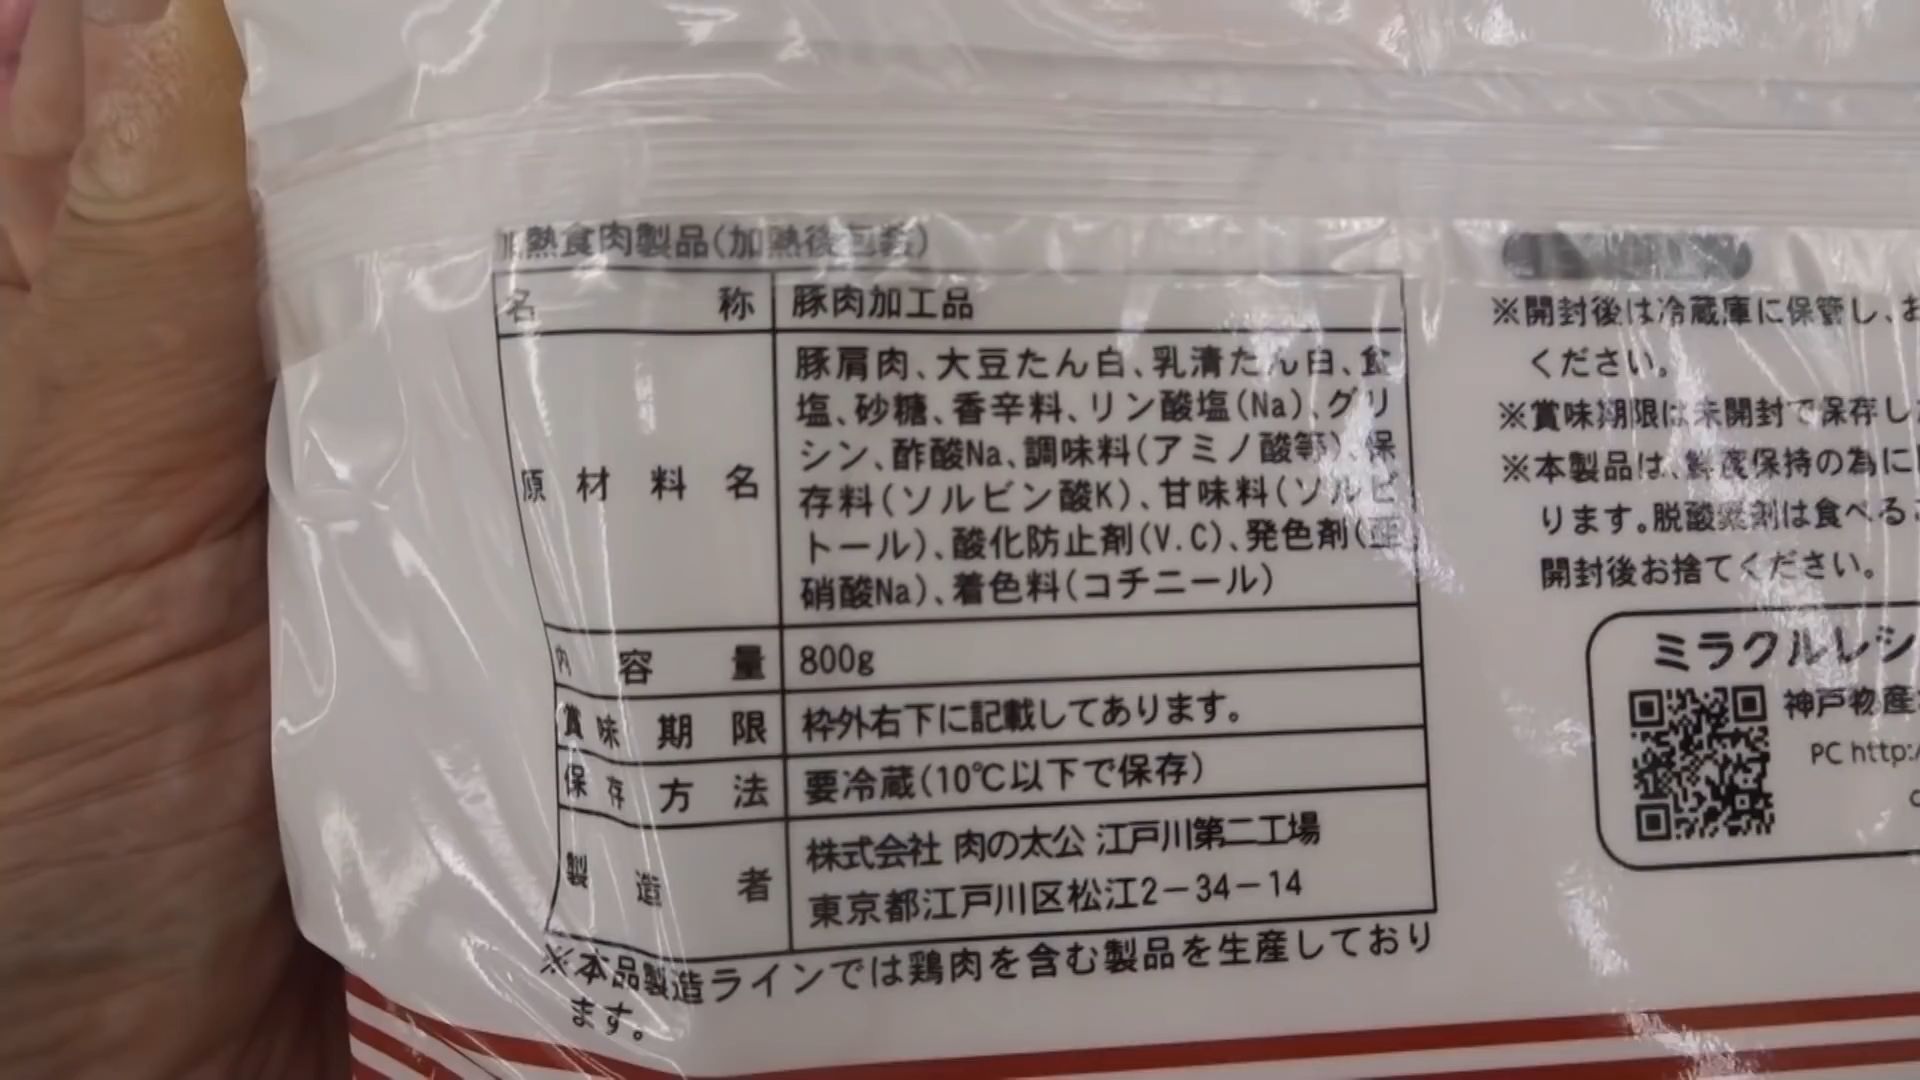 加熱食肉製品(加熱後包装)
名称 豚肉加工品
原材料名
豚肩肉、大豆たん白、乳清たん白、食
塩、砂糖、香辛料、リン酸塩(Na)、グリ
シン、酢酸Na、調味料(アミノ酸等)、保
存料(ソルビン酸K)、甘味料(ソルビ
トール)、酸化防止剤(V.C)、発色剤(亜
硝酸Na)、着色料(コチニール)
内容量 800g
賞味期限 枠外右下に記載してあります。
保存方法 要冷蔵(10℃以下で保存)
製造者
株式会社 肉の太公 江戸川第二工場
東京都江戸川区松江2-34-14
※本品製造ラインでは鶏肉を含む製品を生産しており
ます。
※開封後は冷蔵庫に保管し、お
ください。
※賞味期限は未開封で保存し
※本製品は、鮮度保持の為に
ります。脱酸素剤は食べる
開封後お捨てください。
ミラクルレシ
神戸物産
PC http:/